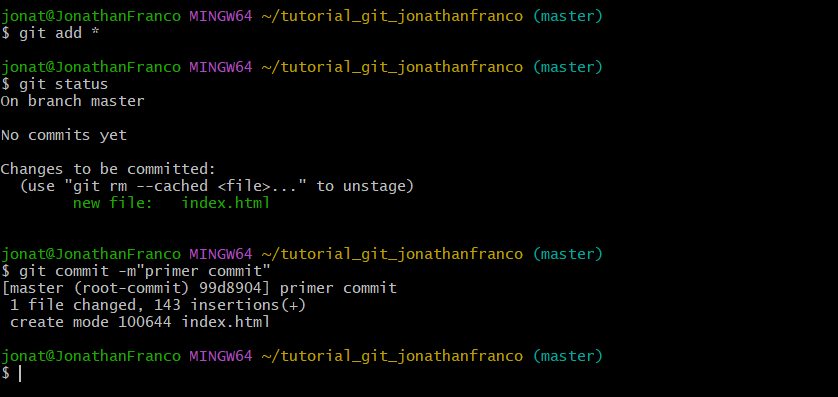 jonat@JonathanFranco MINGW64 ~/tutorial_git_jonathanfranco (master)
$ git add *
jonat@JonathanFranco MINGW64 ~/tutorial_git_jonathanfranco (master)
$ git status
On branch master
No commits yet
Changes to be committed:
  (use "git rm --cached <file>..." to unstage)
        new file:   index.html
jonat@JonathanFranco MINGW64 ~/tutorial_git_jonathanfranco (master)
$ git commit -m"primer commit"
[master (root-commit) 99d8904] primer commit
 1 file changed, 143 insertions(+)
 create mode 100644 index.html
jonat@JonathanFranco MINGW64 ~/tutorial_git_jonathanfranco (master)
$